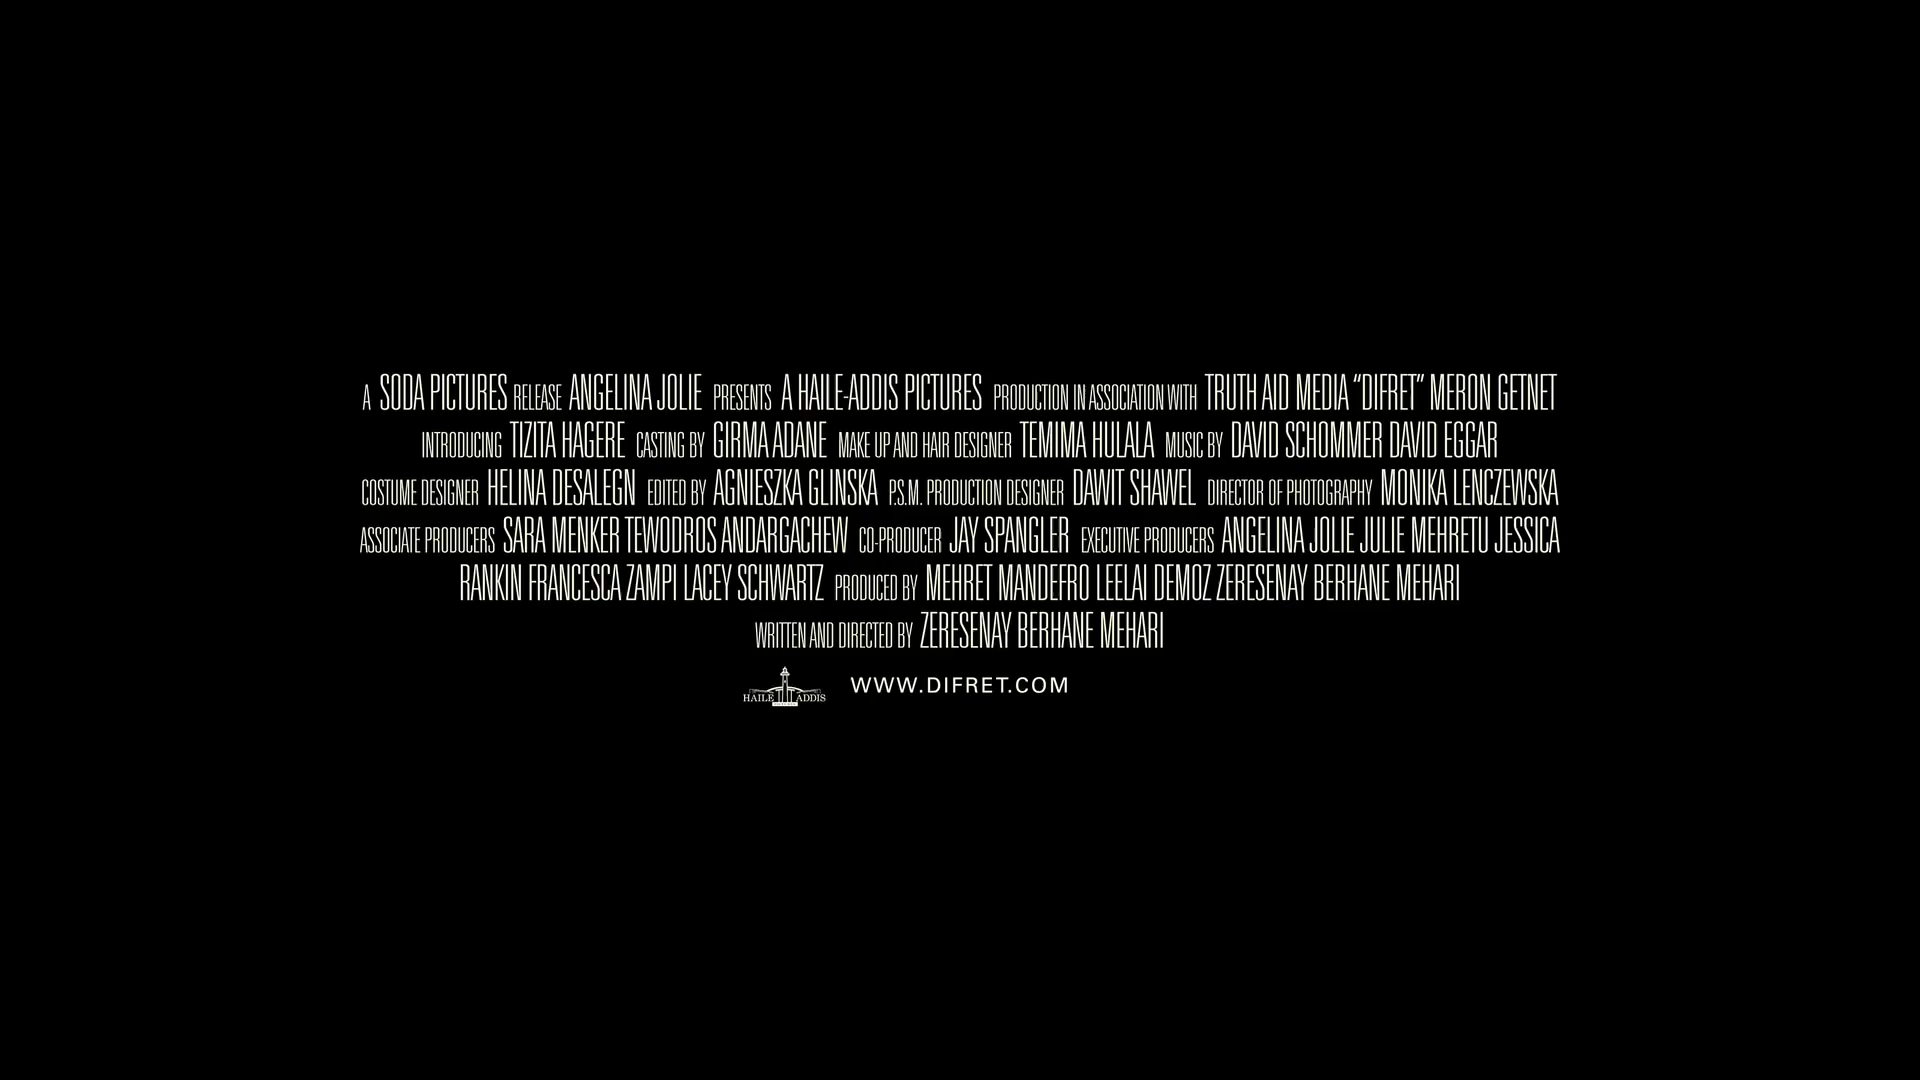 A SODA PICTURES RELEASE ANGELINA JOLIE PRESENTS A HAILE-ADDIS PICTURES PRODUCTION IN ASSOCIATION WITH TRUTH AID MEDIA “DIFRET” MERON GETNET
INTRODUCING TIZITA HAGERE CASTING BY GIRMA ADANE MAKE UP AND HAIR DESIGNER TEMIMA HULALA MUSIC BY DAVID SCHOMMER DAVID EGGAR
COSTUME DESIGNER HELINA DESALEGN EDITED BY AGNIESZKA GLINSKA P.S.M. PRODUCTION DESIGNER DAWIT SHAWEL DIRECTOR OF PHOTOGRAPHY MONIKA LENCZEWSKA
ASSOCIATE PRODUCERS SARA MENKER TEWODROS ANDARGACHEW CO-PRODUCER JAY SPANGLER EXECUTIVE PRODUCERS ANGELINA JOLIE JULIE MEHRETU JESSICA
RANKIN FRANCESCA ZAMPI LACEY SCHWARTZ PRODUCED BY MEHRET MANDEFRO LEELAI DEMOZ ZERESENAY BERHANE MEHARI
WRITTEN AND DIRECTED BY ZERESENAY BERHANE MEHARI
HAILE ADDIS WWW.DIFRET.COM